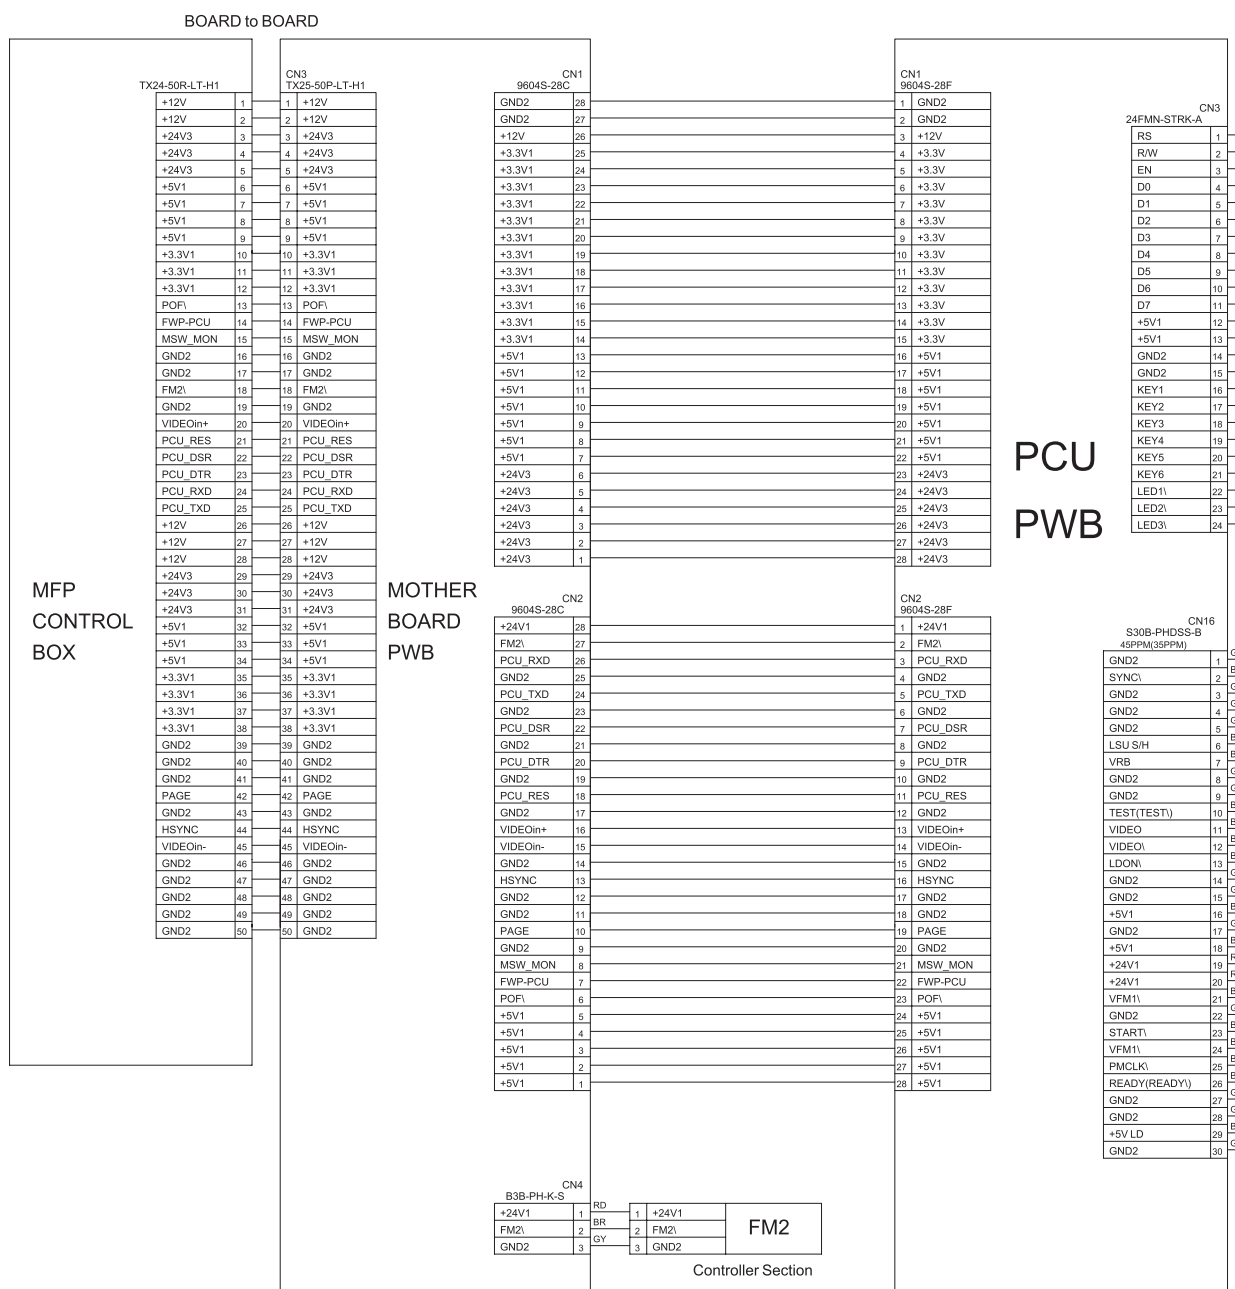 BOARD to BOARD
TX24-50R-LT-H1
1 +12V
2 +12V
3 +24V3
4 +24V3
5 +24V3
6 +5V1
7 +5V1
8 +5V1
9 +5V1
10 +3.3V1
11 +3.3V1
12 +3.3V1
13 POF\
14 FWP-PCU
15 MSW_MON
16 GND2
17 GND2
18 FM2\
19 GND2
20 VIDEOin+
21 PCU_RES
22 PCU_DSR
23 PCU_DTR
24 PCU_RXD
25 PCU_TXD
26 +12V
27 +12V
28 +12V
29 +24V3
30 +24V3
31 +24V3
32 +5V1
33 +5V1
34 +5V1
35 +3.3V1
36 +3.3V1
37 +3.3V1
38 +3.3V1
39 GND2
40 GND2
41 GND2
42 PAGE
43 GND2
44 HSYNC
45 VIDEOin-
46 GND2
47 GND2
48 GND2
49 GND2
50 GND2
MFP
CONTROL
BOX
CN3
TX25-50P-LT-H1
1 +12V
2 +12V
3 +24V3
4 +24V3
5 +24V3
6 +5V1
7 +5V1
8 +5V1
9 +5V1
10 +3.3V1
11 +3.3V1
12 +3.3V1
13 POF\
14 FWP-PCU
15 MSW_MON
16 GND2
17 GND2
18 FM2\
19 GND2
20 VIDEOin+
21 PCU_RES
22 PCU_DSR
23 PCU_DTR
24 PCU_RXD
25 PCU_TXD
26 +12V
27 +12V
28 +12V
29 +24V3
30 +24V3
31 +24V3
32 +5V1
33 +5V1
34 +5V1
35 +3.3V1
36 +3.3V1
37 +3.3V1
38 +3.3V1
39 GND2
40 GND2
41 GND2
42 PAGE
43 GND2
44 HSYNC
45 VIDEOin-
46 GND2
47 GND2
48 GND2
49 GND2
50 GND2
MOTHER
BOARD
PWB
CN1
9604S-28C
GND2 28
GND2 27
+12V 26
+3.3V1 25
+3.3V1 24
+3.3V1 23
+3.3V1 22
+3.3V1 21
+3.3V1 20
+3.3V1 19
+3.3V1 18
+3.3V1 17
+3.3V1 16
+3.3V1 15
+3.3V1 14
+5V1 13
+5V1 12
+5V1 11
+5V1 10
+5V1 9
+5V1 8
+5V1 7
+24V3 6
+24V3 5
+24V3 4
+24V3 3
+24V3 2
+24V3 1
CN2
9604S-28C
+24V1 28
FM2\ 27
PCU_RXD 26
GND2 25
PCU_TXD 24
GND2 23
PCU_DSR 22
GND2 21
PCU_DTR 20
GND2 19
PCU_RES 18
GND2 17
VIDEOin+ 16
VIDEOin- 15
GND2 14
HSYNC 13
GND2 12
GND2 11
PAGE 10
GND2 9
MSW_MON 8
FWP-PCU 7
POF\ 6
+5V1 5
+5V1 4
+5V1 3
+5V1 2
+5V1 1
CN4
B3B-PH-K-S
+24V1 1 RD 1 +24V1
FM2\ 2 BR 2 FM2\
GND2 3 GY 3 GND2
FM2
Controller Section
CN1
9604S-28F
1 GND2
2 GND2
3 +12V
4 +3.3V
5 +3.3V
6 +3.3V
7 +3.3V
8 +3.3V
9 +3.3V
10 +3.3V
11 +3.3V
12 +3.3V
13 +3.3V
14 +3.3V
15 +3.3V
16 +5V1
17 +5V1
18 +5V1
19 +5V1
20 +5V1
21 +5V1
22 +5V1
23 +24V3
24 +24V3
25 +24V3
26 +24V3
27 +24V3
28 +24V3
CN2
9604S-28F
1 +24V1
2 FM2\
3 PCU_RXD
4 GND2
5 PCU_TXD
6 GND2
7 PCU_DSR
8 GND2
9 PCU_DTR
10 GND2
11 PCU_RES
12 GND2
13 VIDEOin+
14 VIDEOin-
15 GND2
16 HSYNC
17 GND2
18 GND2
19 PAGE
20 GND2
21 MSW_MON
22 FWP-PCU
23 POF\
24 +5V1
25 +5V1
26 +5V1
27 +5V1
28 +5V1
PCU
PWB
CN3
24FMN-STRK-A
RS 1
R/W 2
EN 3
D0 4
D1 5
D2 6
D3 7
D4 8
D5 9
D6 10
D7 11
+5V1 12
+5V1 13
GND2 14
GND2 15
KEY1 16
KEY2 17
KEY3 18
KEY4 19
KEY5 20
KEY6 21
LED1\ 22
LED2\ 23
LED3\ 24
CN16
S30B-PHDSS-B
45PPM(35PPM)
GND2 1
SYNC\ 2
GND2 3
GND2 4
GND2 5
LSU S/H 6
VRB 7
GND2 8
GND2 9
TEST(TEST\) 10
VIDEO 11
VIDEO\ 12
LDON\ 13
GND2 14
GND2 15
+5V1 16
GND2 17
+5V1 18
+24V1 19
+24V1 20
VFM1\ 21
GND2 22
START\ 23
VFM1\ 24
PMCLK\ 25
READY(READY\) 26
GND2 27
GND2 28
+5V LD 29
GND2 30